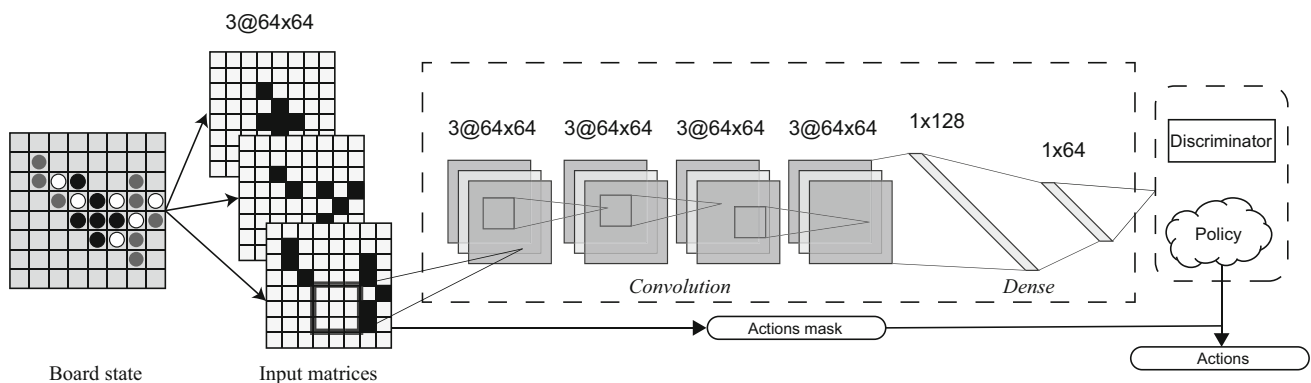 3@64x64
3@64x64
3@64x64
3@64x64
3@64x64
1x128
1x64
Discriminator
Policy
Convolution
Dense
Actions mask
Actions
Board state
Input matrices